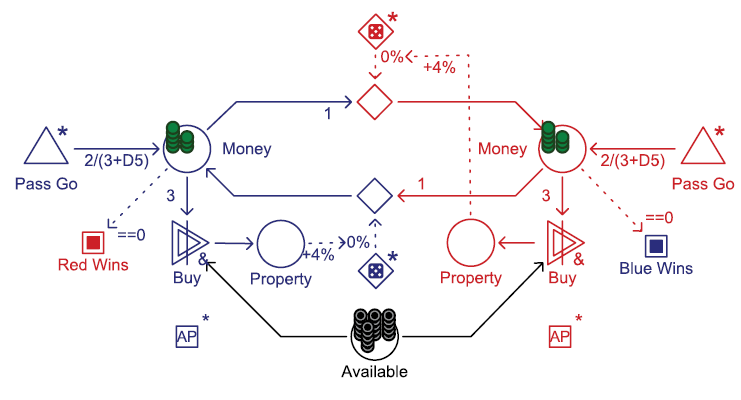 *
0%
+4%
1
*
2/(3+D5)
Pass Go
Money
Money
2/(3+D5)
*
Pass Go
3
1
3
==0
Red Wins
&
Buy
Property
+4%
0%
*
Property
&
Buy
==0
Blue Wins
AP
*
Available
AP
*